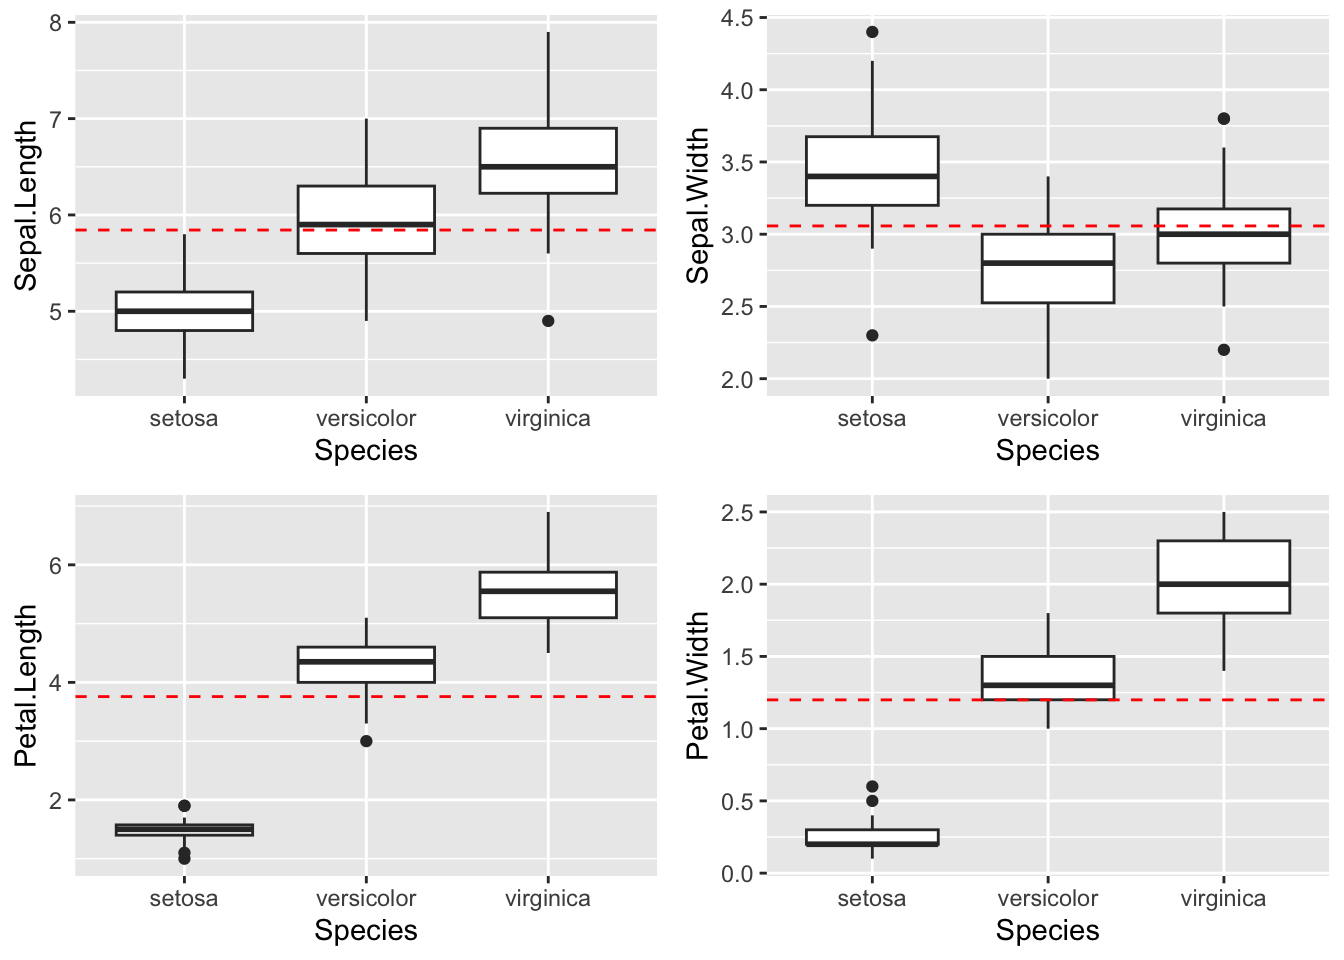 Sepal.Length
8
7
6
5
setosa versicolor virginica
Species
Sepal.Width
4.5
4.0
3.5
3.0
2.5
2.0
setosa versicolor virginica
Species
Petal.Length
6
4
2
setosa versicolor virginica
Species
Petal.Width
2.5
2.0
1.5
1.0
0.5
0.0
setosa versicolor virginica
Species